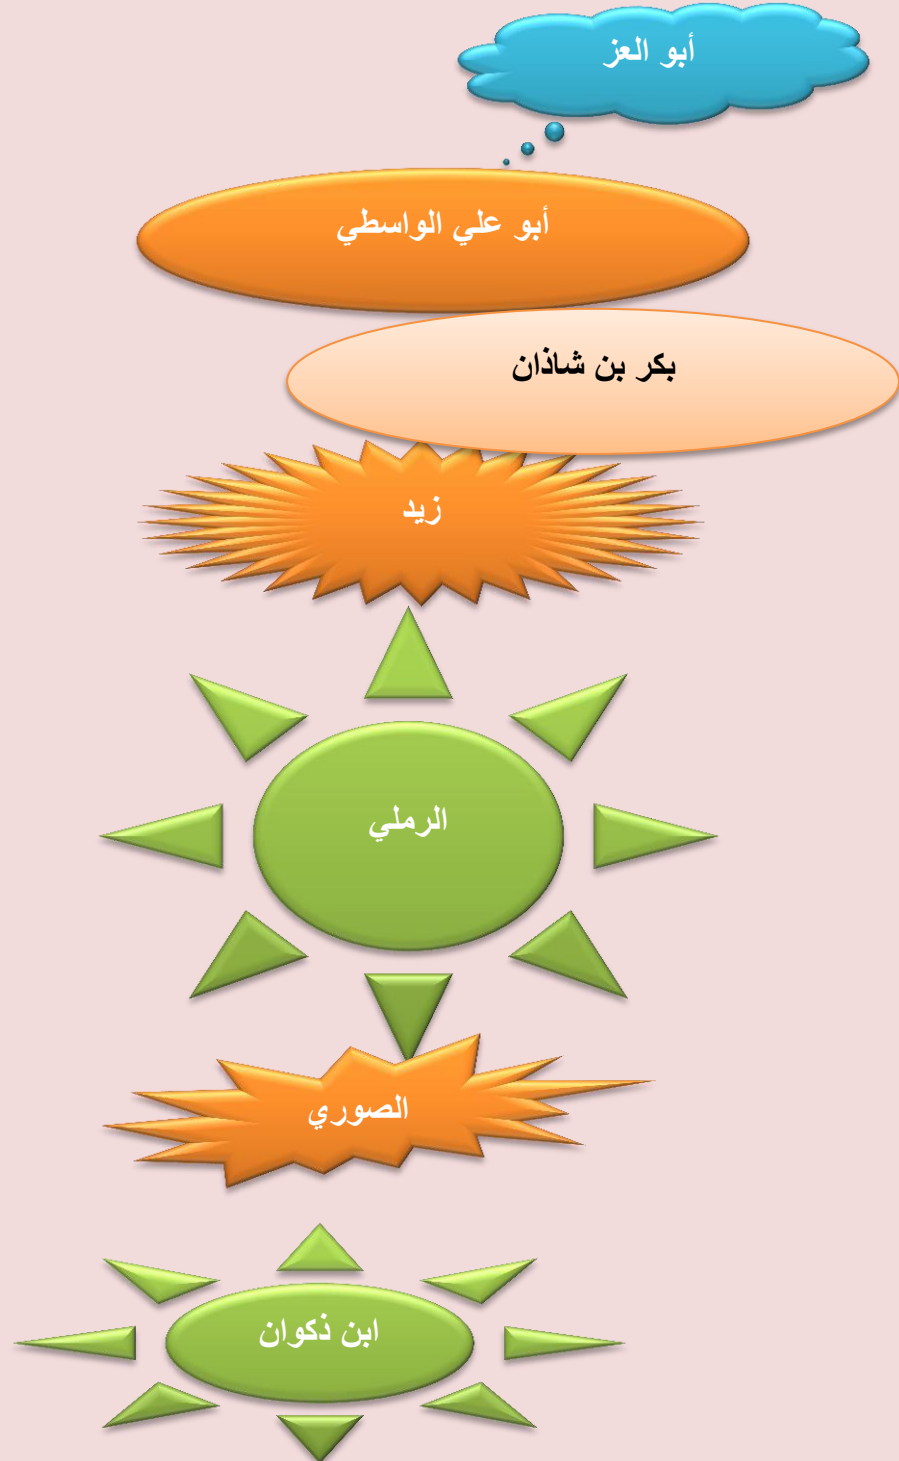 أبو العز
أبو علي الواسطي
بكر بن شاذان
زيد
الرملي
الصوري
ابن ذكوان